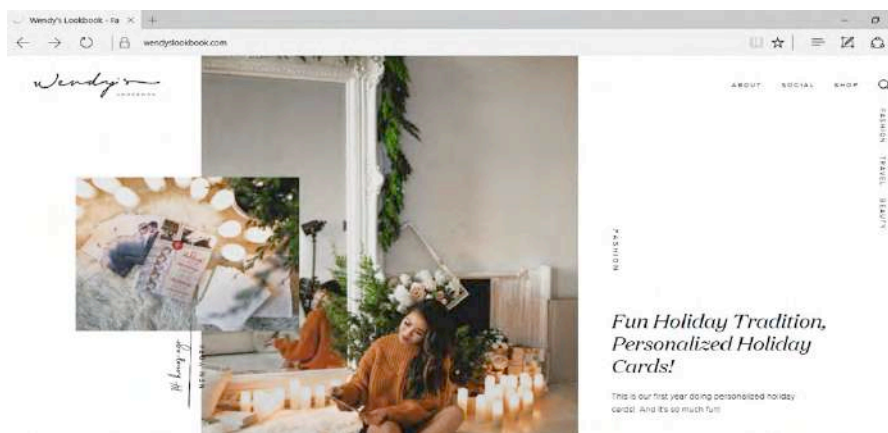 Wendy's Lookbook - Fa
wendyslookbook.com
Wendy's
LOOKBOOK
ABOUT SOCIAL SHOP
FASHION TRAVEL BEAUTY
FASHION
Fun Holiday Tradition,
Personalized Holiday
Cards!
This is our first year doing personalized holiday
cards! And it's so much fun!